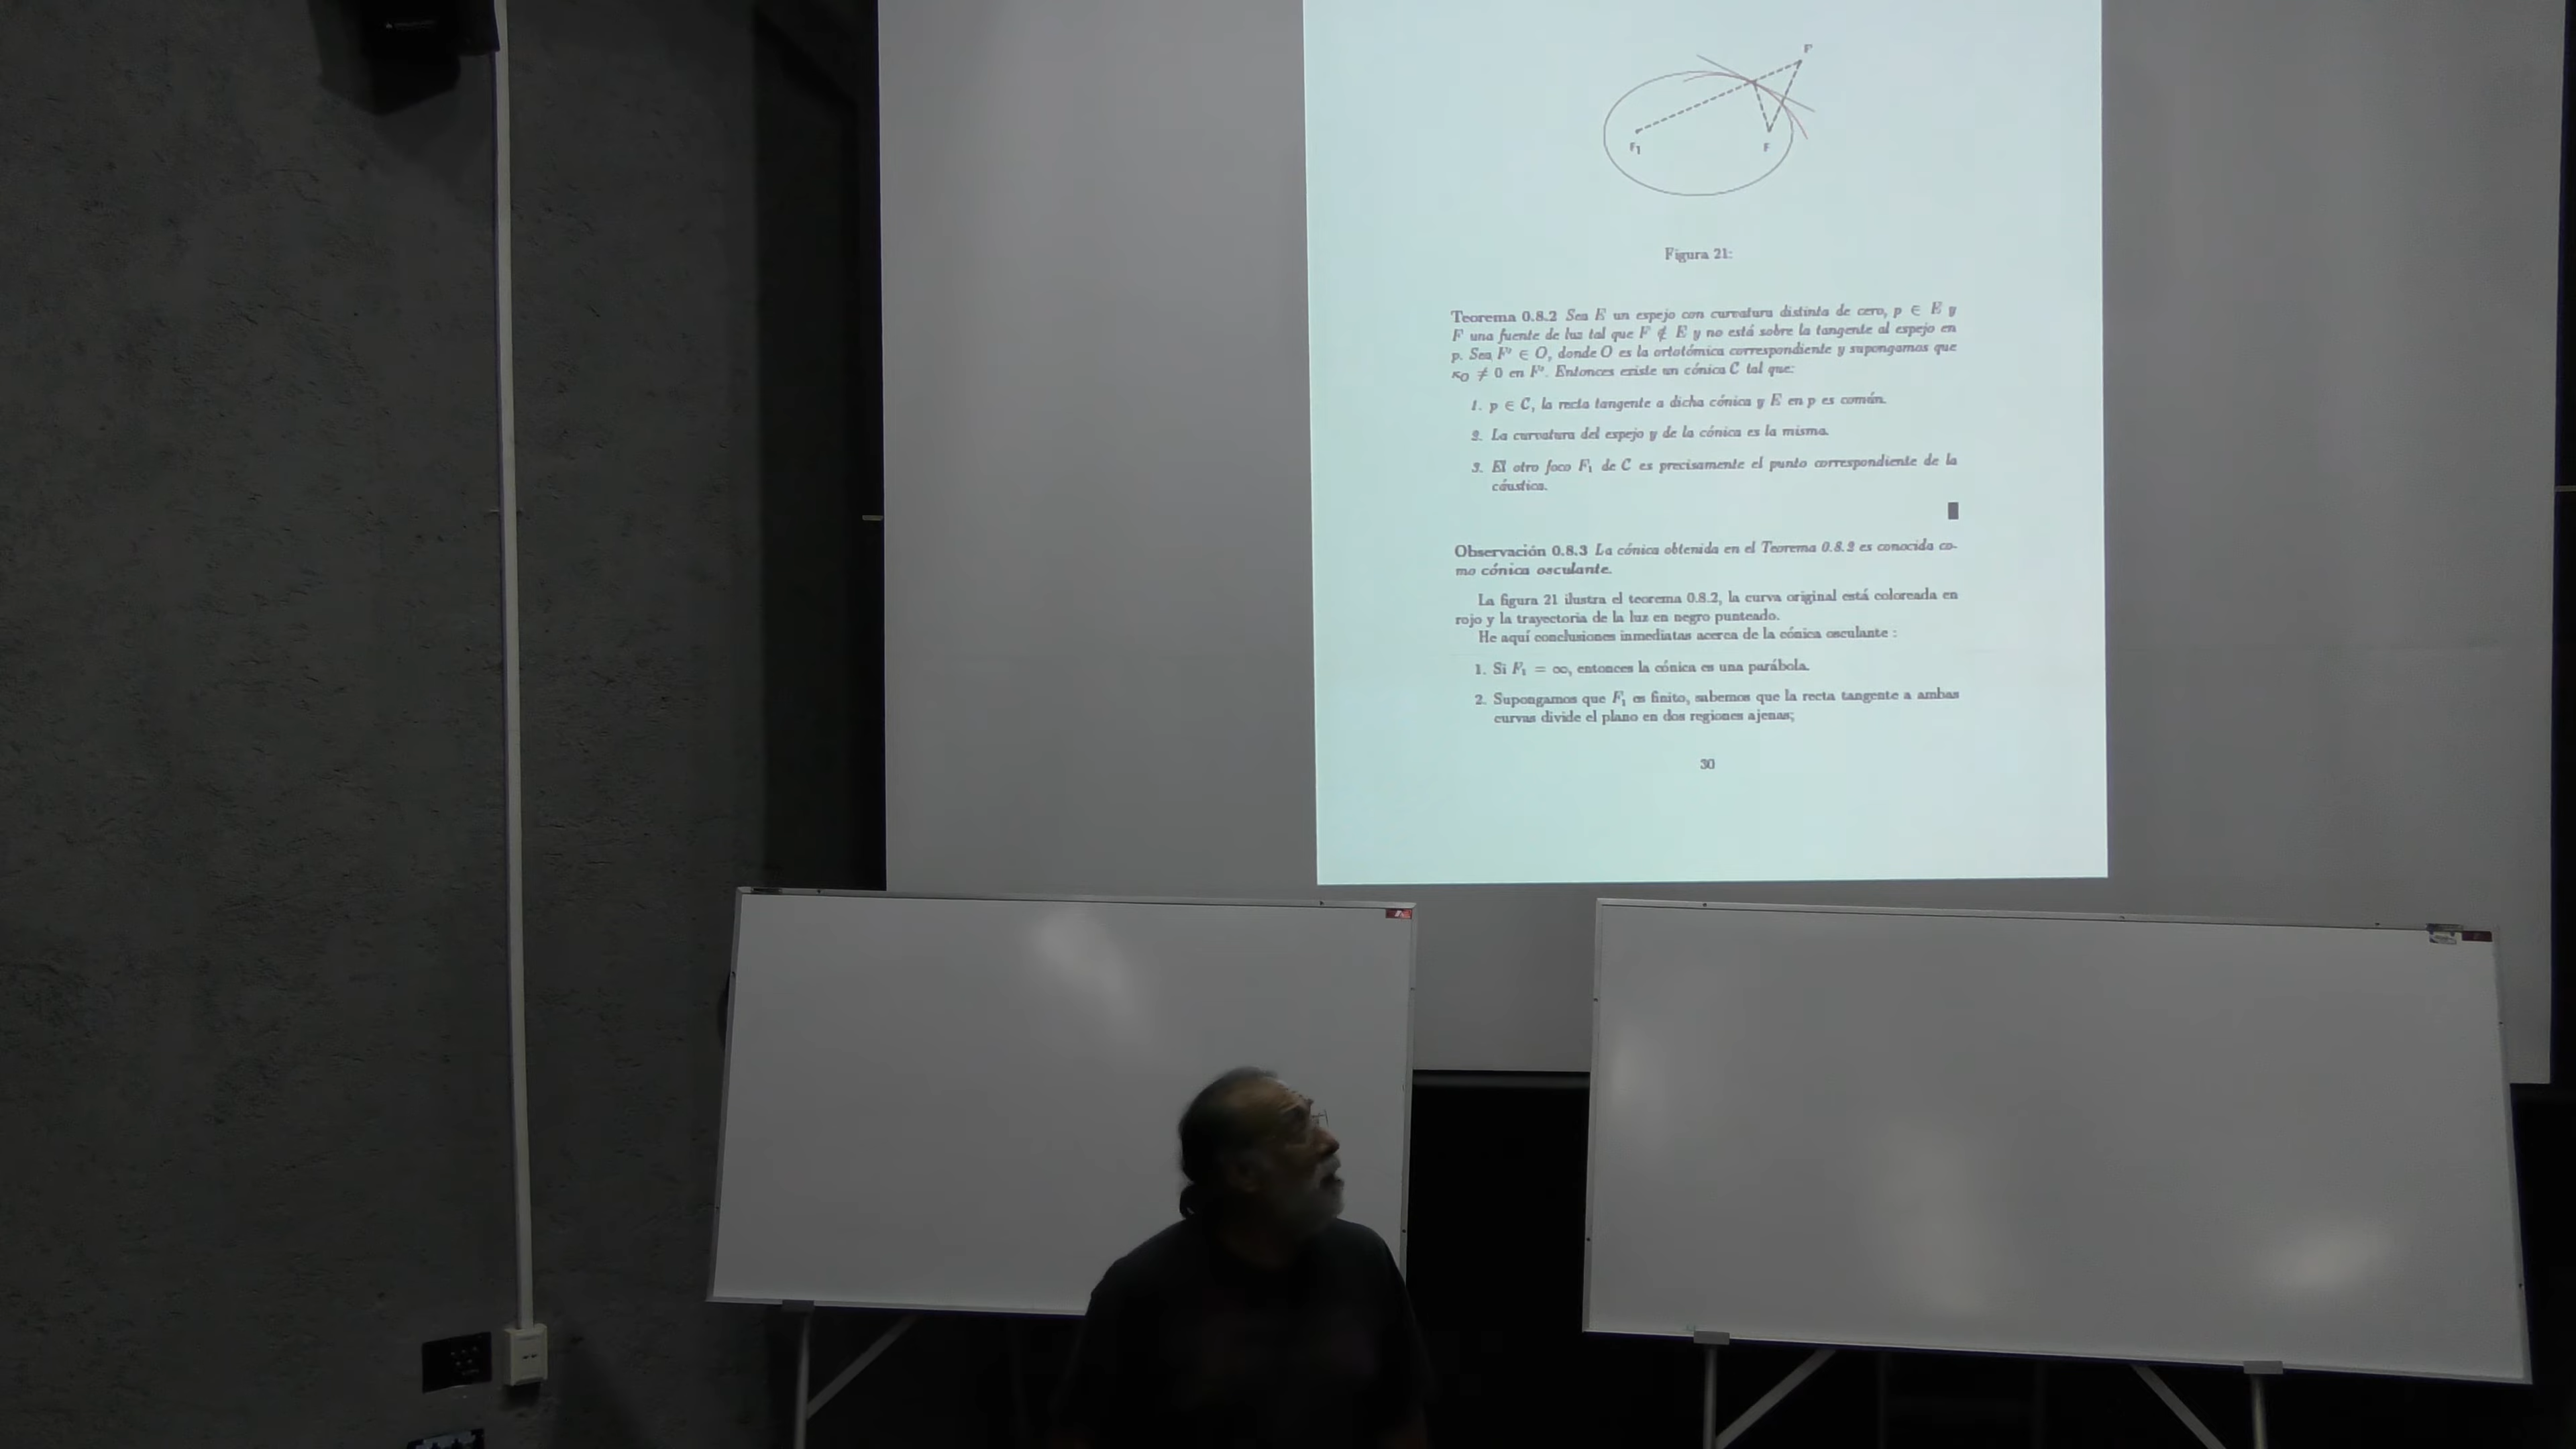 F'
F₁
F
Figura 21:
Teorema 0.8.2 Sea E un espejo con curvatura distinta de cero, p ∈ E y
F una fuente de luz tal que F ∉ E y no está sobre la tangente al espejo en
p. Sea F' ∈ O, donde O es la ortotómica correspondiente y supongamos que
κ_O ≠ 0 en F'. Entonces existe un cónica C tal que:
1. p ∈ C, la recta tangente a dicha cónica y E en p es común.
2. La curvatura del espejo y de la cónica es la misma.
3. El otro foco F₁ de C es precisamente el punto correspondiente de la
cáustica.
Observación 0.8.3 La cónica obtenida en el Teorema 0.8.2 es conocida co-
mo cónica osculante.
La figura 21 ilustra el teorema 0.8.2, la curva original está coloreada en
rojo y la trayectoria de la luz en negro punteado.
He aquí conclusiones inmediatas acerca de la cónica osculante :
1. Si F₁ = ∞, entonces la cónica es una parábola.
2. Supongamos que F₁ es finito, sabemos que la recta tangente a ambas
curvas divide el plano en dos regiones ajenas;
30